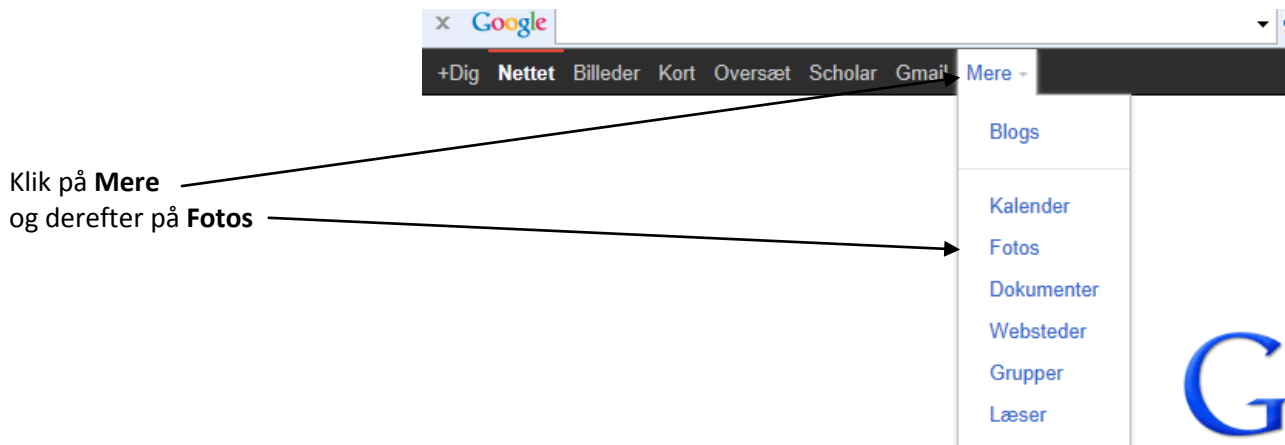 x Google
+Dig Nettet Billeder Kort Oversæt Scholar Gmail Mere
Blogs
Klik på Mere
og derefter på Fotos
Kalender
Fotos
Dokumenter
Websteder
Grupper
Læser
G